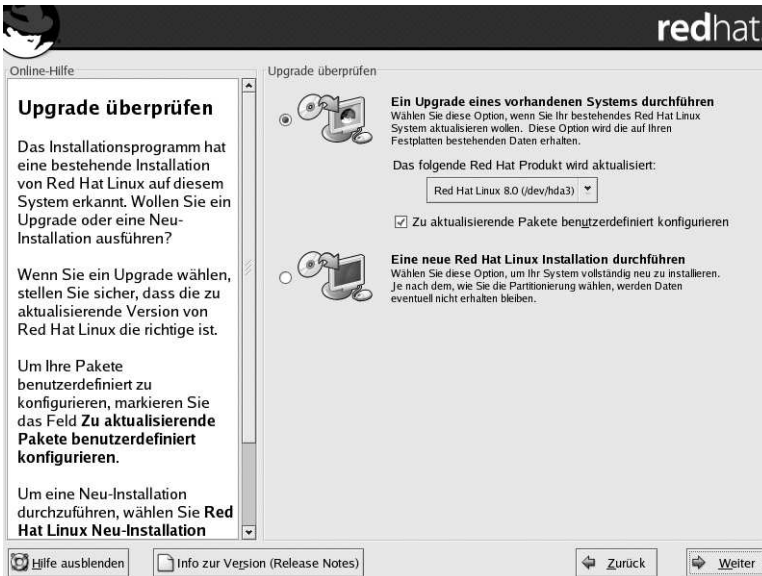 redhat.
Online-Hilfe
Upgrade überprüfen
Das Installationsprogramm hat
eine bestehende Installation
von Red Hat Linux auf diesem
System erkannt. Wollen Sie ein
Upgrade oder eine Neu-
Installation ausführen?
Wenn Sie ein Upgrade wählen,
stellen Sie sicher, dass die zu
aktualisierende Version von
Red Hat Linux die richtige ist.
Um Ihre Pakete
benutzerdefiniert zu
konfigurieren, markieren Sie
das Feld Zu aktualisierende
Pakete benutzerdefiniert
konfigurieren.
Um eine Neu-Installation
durchzuführen, wählen Sie Red
Hat Linux Neu-Installation
Upgrade überprüfen
Ein Upgrade eines vorhandenen Systems durchführen
Wählen Sie diese Option, wenn Sie Ihr bestehendes Red Hat Linux
System aktualisieren wollen. Diese Option wird die auf Ihren
Festplatten bestehenden Daten erhalten.
Das folgende Red Hat Produkt wird aktualisiert:
Red Hat Linux 8.0 (/dev/hda3)
Zu aktualisierende Pakete benutzerdefiniert konfigurieren
Eine neue Red Hat Linux Installation durchführen
Wählen Sie diese Option, um Ihr System vollständig neu zu installieren.
Je nach dem, wie Sie die Partitionierung wählen, werden Daten
eventuell nicht erhalten bleiben.
Hilfe ausblenden
Info zur Version (Release Notes)
Zurück
Weiter